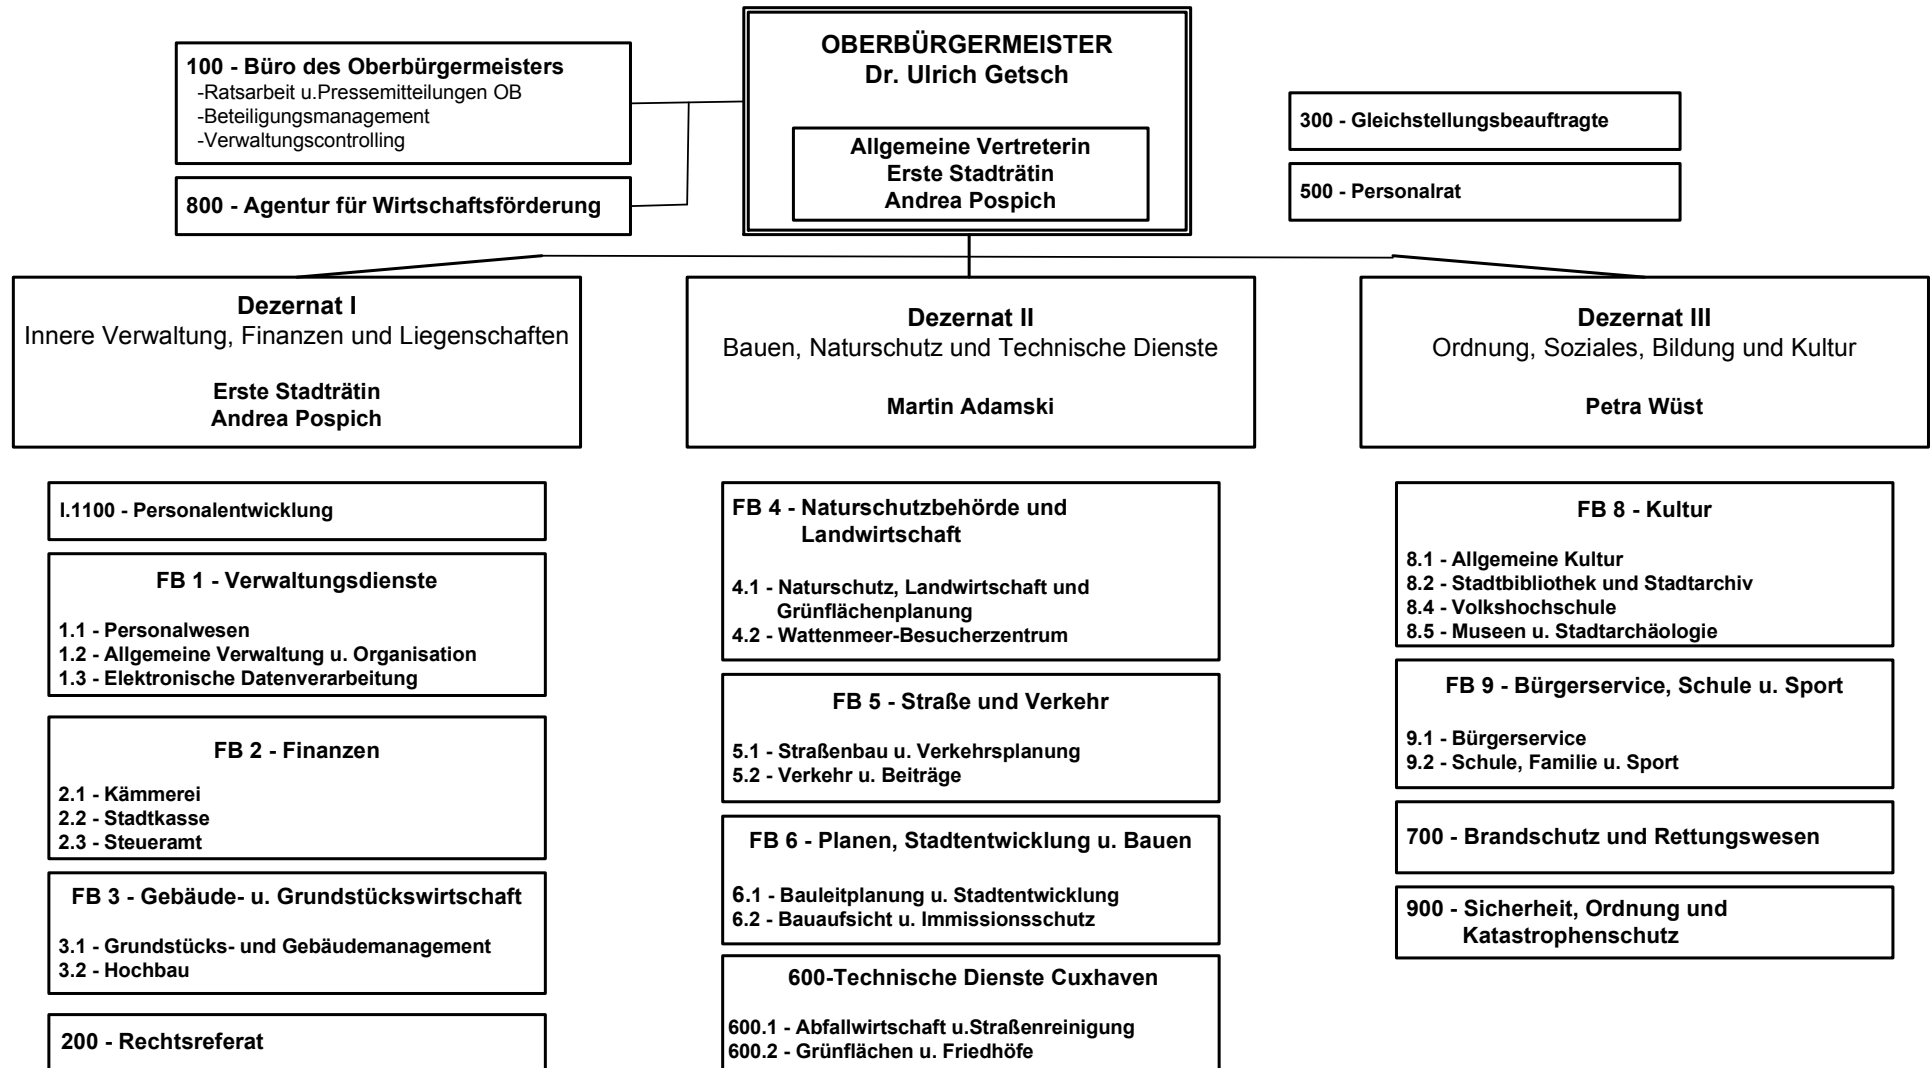 OBERBÜRGERMEISTER
Dr. Ulrich Getsch
Allgemeine Vertreterin
Erste Stadträtin
Andrea Pospich
100 - Büro des Oberbürgermeisters
-Ratsarbeit u.Pressemitteilungen OB
-Beteiligungsmanagement
-Verwaltungscontrolling
800 - Agentur für Wirtschaftsförderung
300 - Gleichstellungsbeauftragte
500 - Personalrat
Dezernat I
Innere Verwaltung, Finanzen und Liegenschaften
Erste Stadträtin
Andrea Pospich
I.1100 - Personalentwicklung
FB 1 - Verwaltungsdienste
1.1 - Personalwesen
1.2 - Allgemeine Verwaltung u. Organisation
1.3 - Elektronische Datenverarbeitung
FB 2 - Finanzen
2.1 - Kämmerei
2.2 - Stadtkasse
2.3 - Steueramt
FB 3 - Gebäude- u. Grundstückswirtschaft
3.1 - Grundstücks- und Gebäudemanagement
3.2 - Hochbau
200 - Rechtsreferat
Dezernat II
Bauen, Naturschutz und Technische Dienste
Martin Adamski
FB 4 - Naturschutzbehörde und
Landwirtschaft
4.1 - Naturschutz, Landwirtschaft und
Grünflächenplanung
4.2 - Wattenmeer-Besucherzentrum
FB 5 - Straße und Verkehr
5.1 - Straßenbau u. Verkehrsplanung
5.2 - Verkehr u. Beiträge
FB 6 - Planen, Stadtentwicklung u. Bauen
6.1 - Bauleitplanung u. Stadtentwicklung
6.2 - Bauaufsicht u. Immissionsschutz
600-Technische Dienste Cuxhaven
600.1 - Abfallwirtschaft u.Straßenreinigung
600.2 - Grünflächen u. Friedhöfe
Dezernat III
Ordnung, Soziales, Bildung und Kultur
Petra Wüst
FB 8 - Kultur
8.1 - Allgemeine Kultur
8.2 - Stadtbibliothek und Stadtarchiv
8.4 - Volkshochschule
8.5 - Museen u. Stadtarchäologie
FB 9 - Bürgerservice, Schule u. Sport
9.1 - Bürgerservice
9.2 - Schule, Familie u. Sport
700 - Brandschutz und Rettungswesen
900 - Sicherheit, Ordnung und
Katastrophenschutz